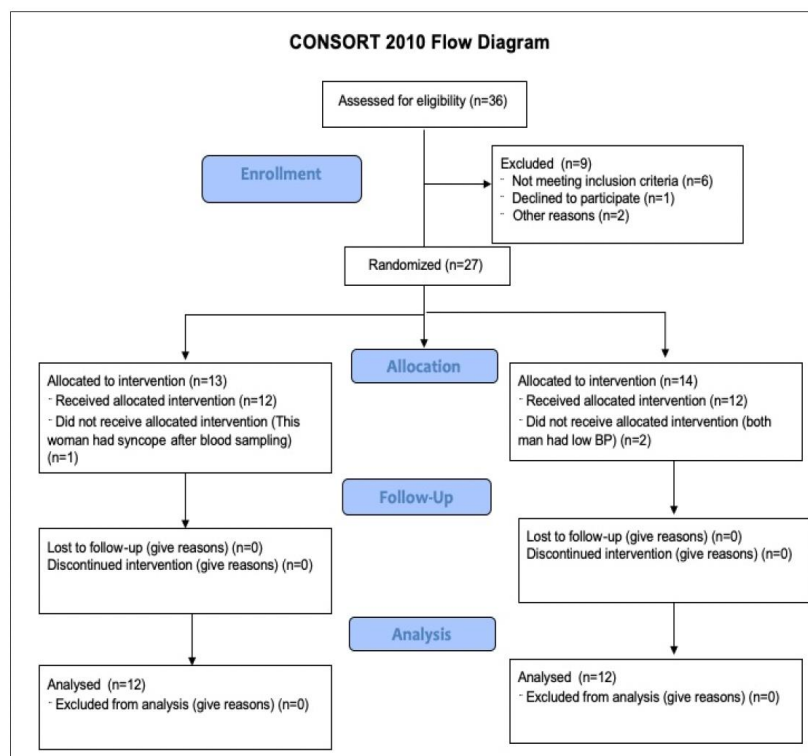 CONSORT 2010 Flow Diagram
Assessed for eligibility (n=36)
Enrollment
Excluded (n=9)
- Not meeting inclusion criteria (n=6)
- Declined to participate (n=1)
- Other reasons (n=2)
Randomized (n=27)
Allocation
Allocated to intervention (n=13)
- Received allocated intervention (n=12)
- Did not receive allocated intervention (This
woman had syncope after blood sampling)
(n=1)
Allocated to intervention (n=14)
- Received allocated intervention (n=12)
- Did not receive allocated intervention (both
man had low BP) (n=2)
Follow-Up
Lost to follow-up (give reasons) (n=0)
Discontinued intervention (give reasons) (n=0)
Lost to follow-up (give reasons) (n=0)
Discontinued intervention (give reasons) (n=0)
Analysis
Analysed (n=12)
- Excluded from analysis (give reasons) (n=0)
Analysed (n=12)
- Excluded from analysis (give reasons) (n=0)